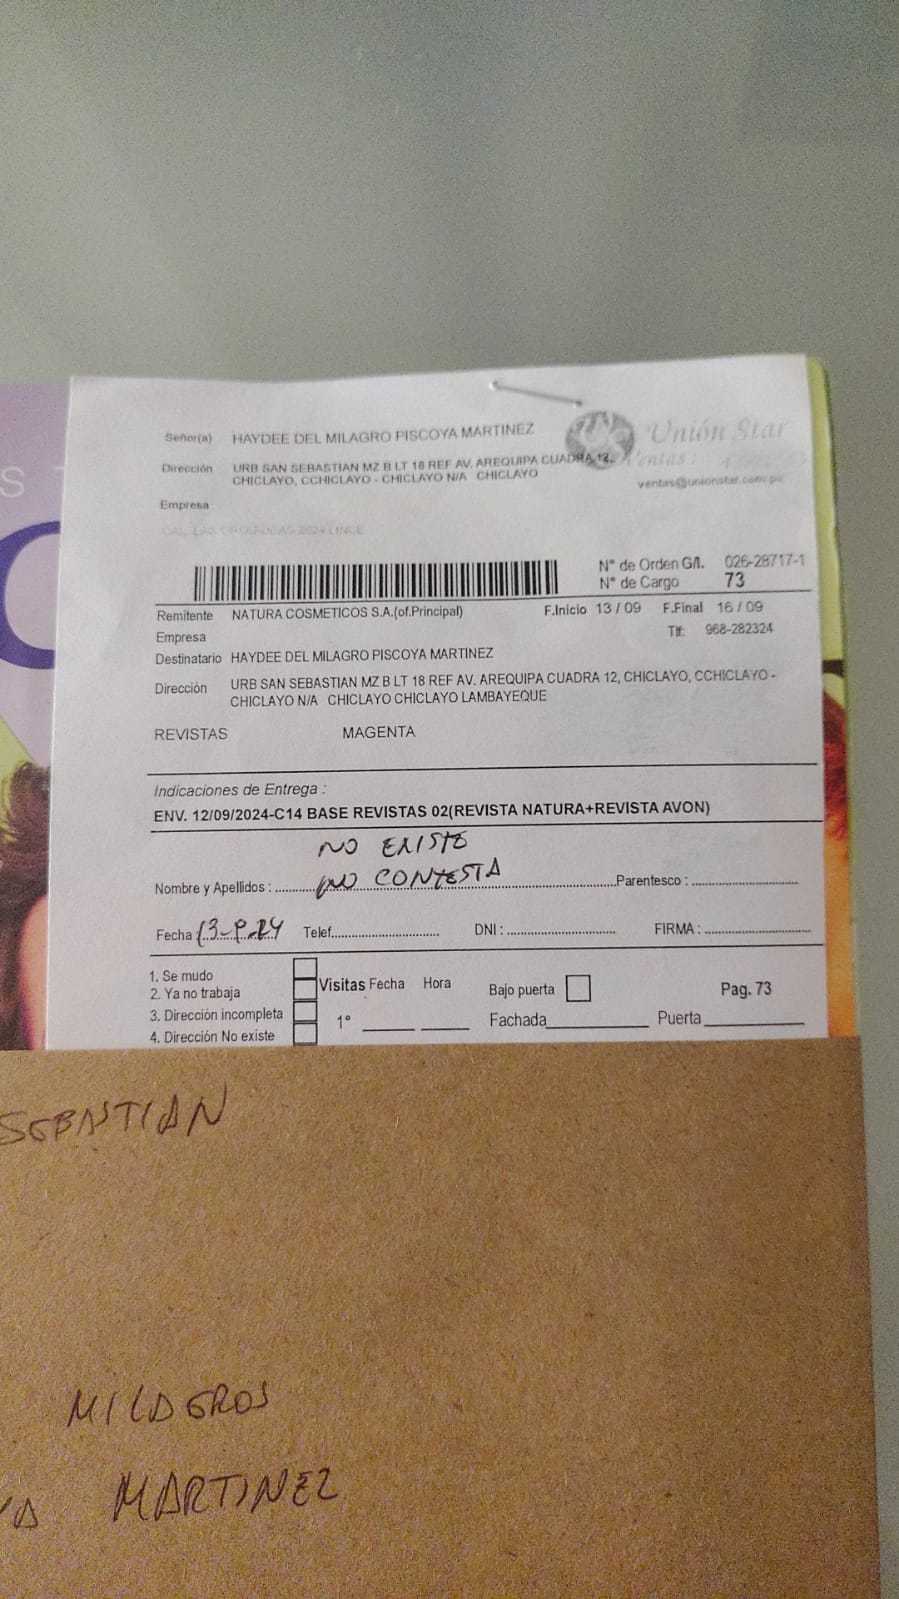 Señor(a) HAYDEE DEL MILAGRO PISCOYA MARTINEZ
Unión Star
Dirección URB SAN SEBASTIAN MZ B LT 18 REF AV. AREQUIPA CUADRA 12,
Ventas:
CHICLAYO, CCHICLAYO - CHICLAYO N/A CHICLAYO
ventas@unionstar.com.pe
Empresa
N° de Orden G/I. 026-28717-1
N° de Cargo 73
Remitente NATURA COSMETICOS S.A.(of.Principal) F.Inicio 13 / 09 F.Final 16 / 09
Empresa Tlf: 968-282324
Destinatario HAYDEE DEL MILAGRO PISCOYA MARTINEZ
Dirección URB SAN SEBASTIAN MZ B LT 18 REF AV. AREQUIPA CUADRA 12, CHICLAYO, CCHICLAYO -
CHICLAYO N/A CHICLAYO CHICLAYO LAMBAYEQUE
REVISTAS MAGENTA
Indicaciones de Entrega :
ENV. 12/09/2024-C14 BASE REVISTAS 02(REVISTA NATURA+REVISTA AVON)
NO EXISTE
Nombre y Apellidos : NO CONTESTA Parentesco :
Fecha 13-9-24 Telef. DNI : FIRMA :
1. Se mudo
2. Ya no trabaja
3. Dirección incompleta
4. Dirección No existe
Visitas Fecha Hora Bajo puerta Pag. 73
1° Fachada Puerta
SEBASTIAN
MILAGROS
YA MARTINEZ